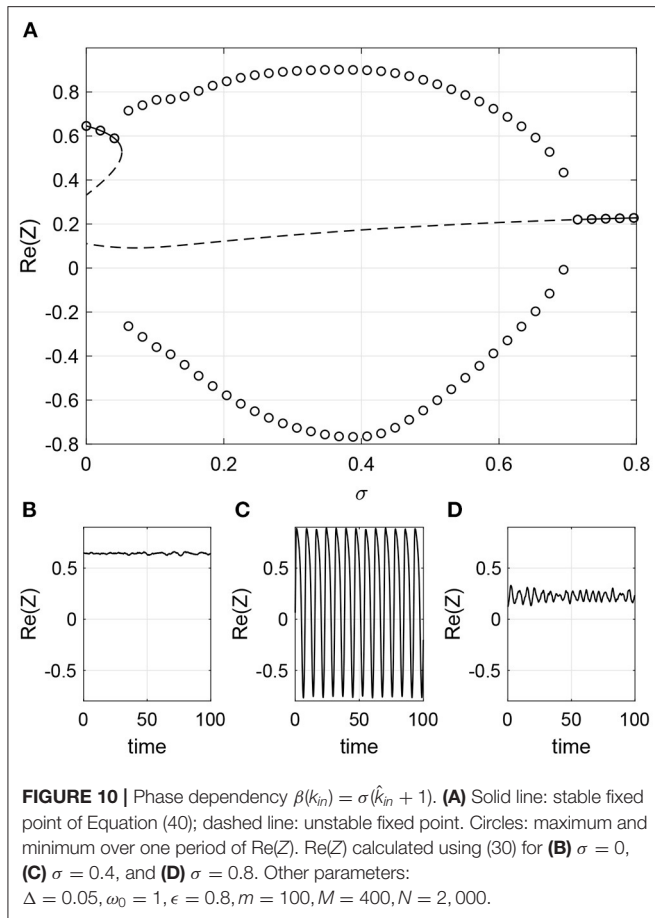 A
0.8
0.6
0.4
0.2
0
-0.2
-0.4
-0.6
-0.8
Re(Z)
0
0.2
0.4
0.6
0.8
σ
B
C
D
0.5
0
-0.5
Re(Z)
0
50
100
time
0.5
0
-0.5
Re(Z)
0
50
100
time
0.5
0
-0.5
Re(Z)
0
50
100
time
FIGURE 10 | Phase dependency β(k_in) = σ(k̂_in + 1). (A) Solid line: stable fixed
point of Equation (40); dashed line: unstable fixed point. Circles: maximum and
minimum over one period of Re(Z). Re(Z) calculated using (30) for (B) σ = 0,
(C) σ = 0.4, and (D) σ = 0.8. Other parameters:
Δ = 0.05, ω₀ = 1, ϵ = 0.8, m = 100, M = 400, N = 2, 000.